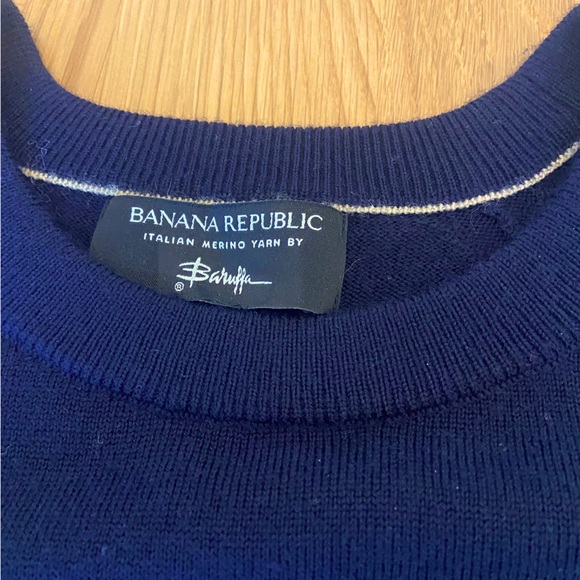 BANANA REPUBLIC
ITALIAN MERINO YARN BY
Baruffa
®